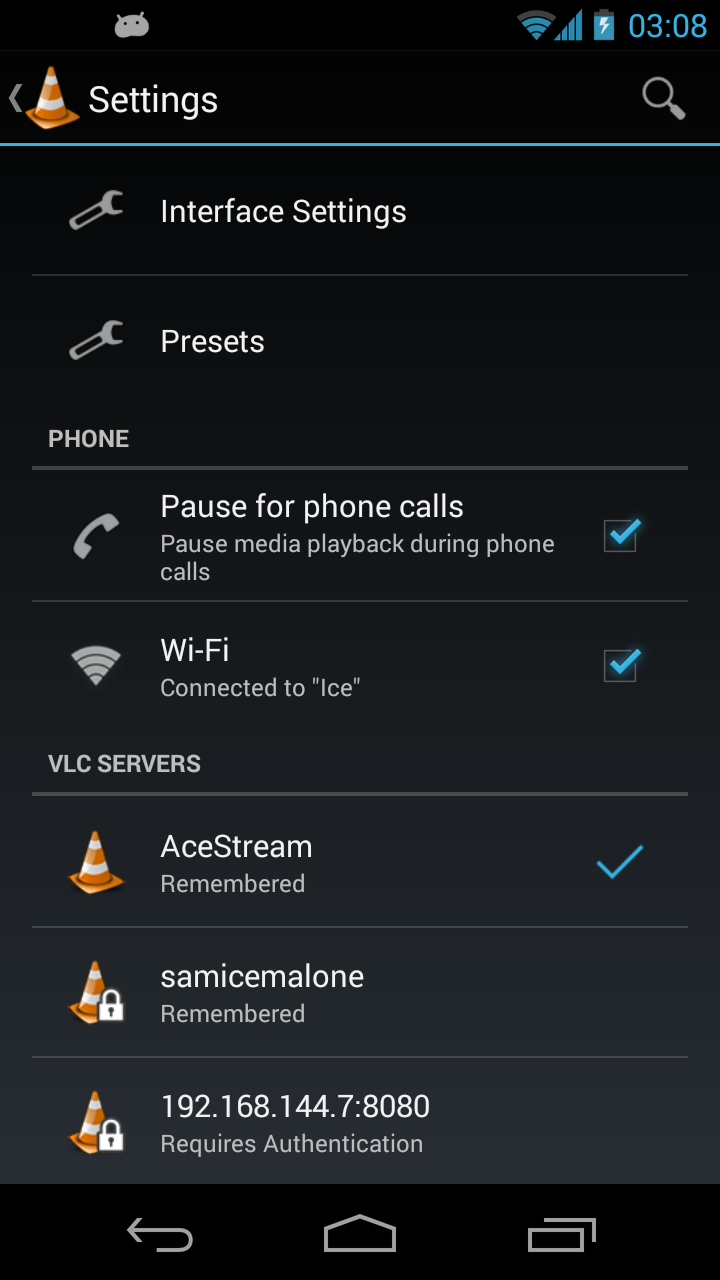 03:08
Settings
Interface Settings
Presets
PHONE
Pause for phone calls
Pause media playback during phone
calls
Wi-Fi
Connected to "Ice"
VLC SERVERS
AceStream
Remembered
samicemalone
Remembered
192.168.144.7:8080
Requires Authentication